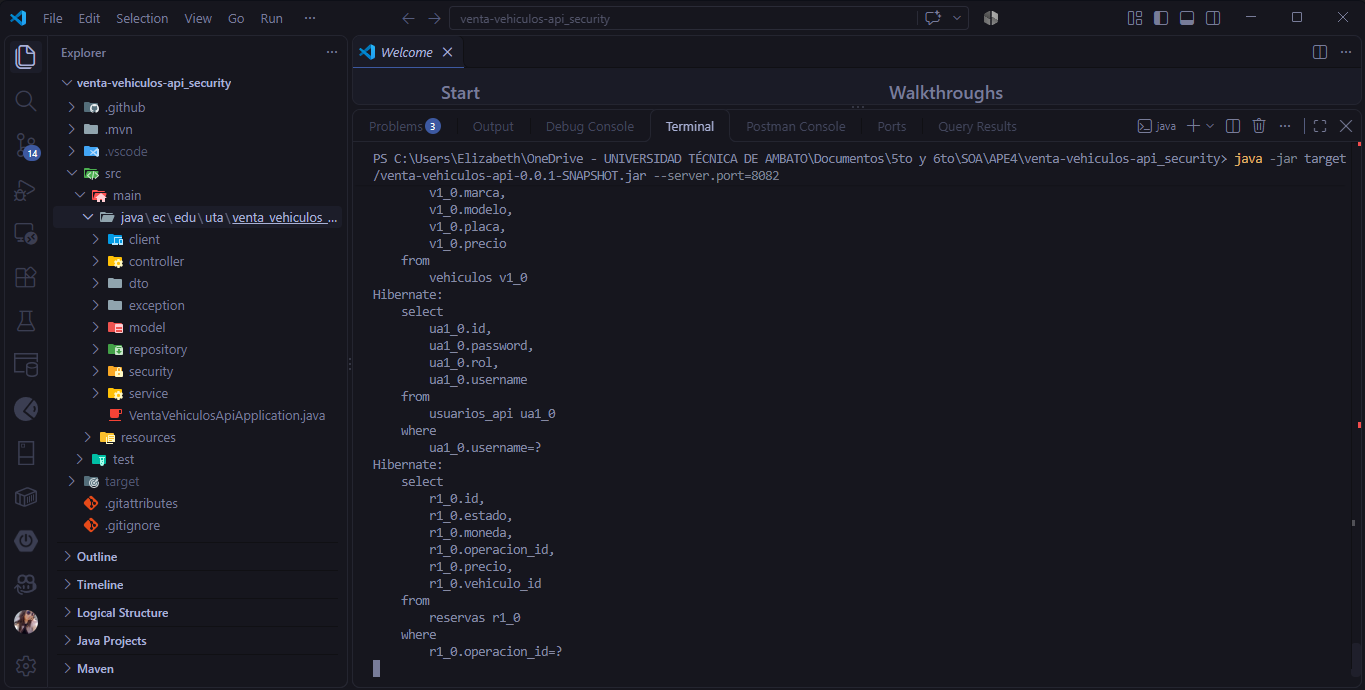 File Edit Selection View Go Run ···
venta-vehiculos-api_security
Explorer ···
venta-vehiculos-api_security
.github
.mvn
.vscode
src
main
java\ec\edu\uta\venta_vehiculos_...
client
controller
dto
exception
model
repository
security
service
VentaVehiculosApiApplication.java
resources
test
target
.gitattributes
.gitignore
Outline
Timeline
Logical Structure
Java Projects
Maven
14
Welcome
Start Walkthroughs
Problems 3 Output Debug Console Terminal Postman Console Ports Query Results
java
PS C:\Users\Elizabeth\OneDrive - UNIVERSIDAD TÉCNICA DE AMBATO\Documentos\5to y 6to\SOA\APE4\venta-vehiculos-api_security> java -jar target
/venta-vehiculos-api-0.0.1-SNAPSHOT.jar --server.port=8082
v1_0.marca,
v1_0.modelo,
v1_0.placa,
v1_0.precio
from
vehiculos v1_0
Hibernate:
select
ua1_0.id,
ua1_0.password,
ua1_0.rol,
ua1_0.username
from
usuarios_api ua1_0
where
ua1_0.username=?
Hibernate:
select
r1_0.id,
r1_0.estado,
r1_0.moneda,
r1_0.operacion_id,
r1_0.precio,
r1_0.vehiculo_id
from
reservas r1_0
where
r1_0.operacion_id=?